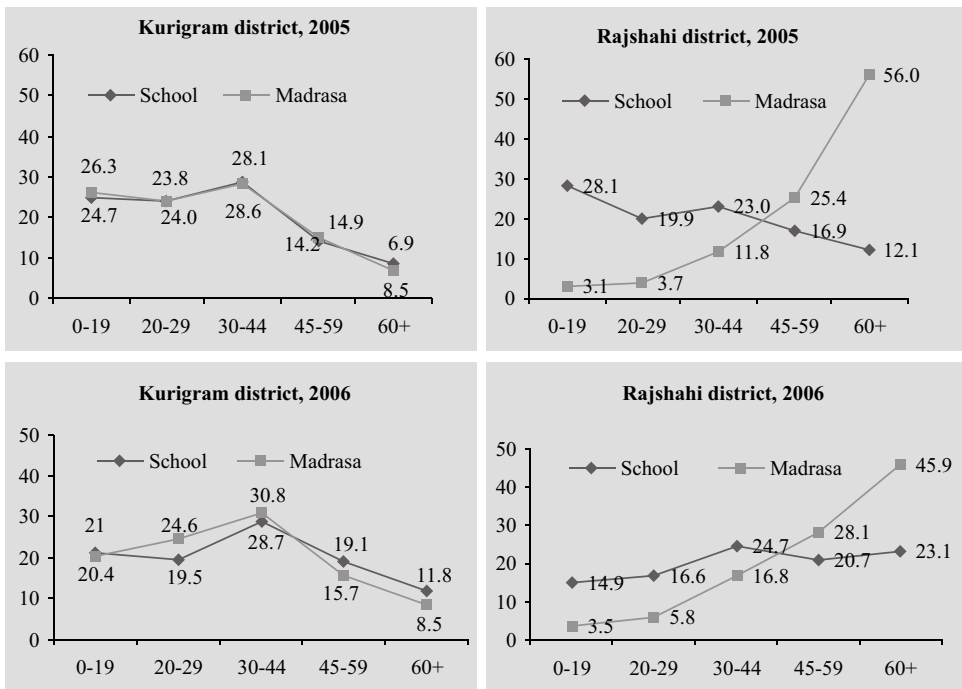 Kurigram district, 2005
60
50
40
30
20
10
0
School Madrasa
26.3 23.8 28.1 14.9 6.9
24.7 24.0 28.6 14.2 8.5
0-19 20-29 30-44 45-59 60+
Rajshahi district, 2005
60
50
40
30
20
10
0
School Madrasa
28.1 19.9 23.0 16.9 12.1
3.1 3.7 11.8 25.4 56.0
0-19 20-29 30-44 45-59 60+
Kurigram district, 2006
50
40
30
20
10
0
School Madrasa
21 24.6 30.8 19.1 11.8
20.4 19.5 28.7 15.7 8.5
0-19 20-29 30-44 45-59 60+
Rajshahi district, 2006
50
40
30
20
10
0
School Madrasa
14.9 16.6 24.7 20.7 23.1
3.5 5.8 16.8 28.1 45.9
0-19 20-29 30-44 45-59 60+